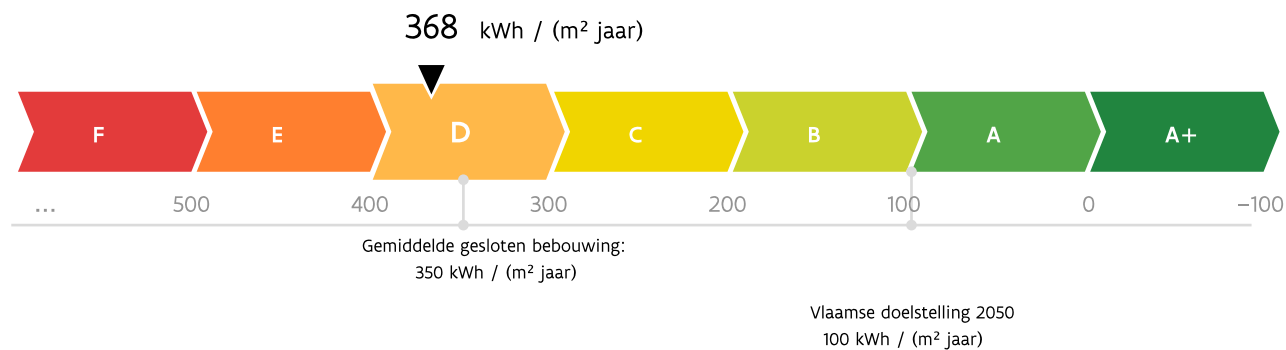 368 kWh / (m² jaar)
F E D C B A A+
... 500 400 300 200 100 0 −100
Gemiddelde gesloten bebouwing:
350 kWh / (m² jaar)
Vlaamse doelstelling 2050
100 kWh / (m² jaar)